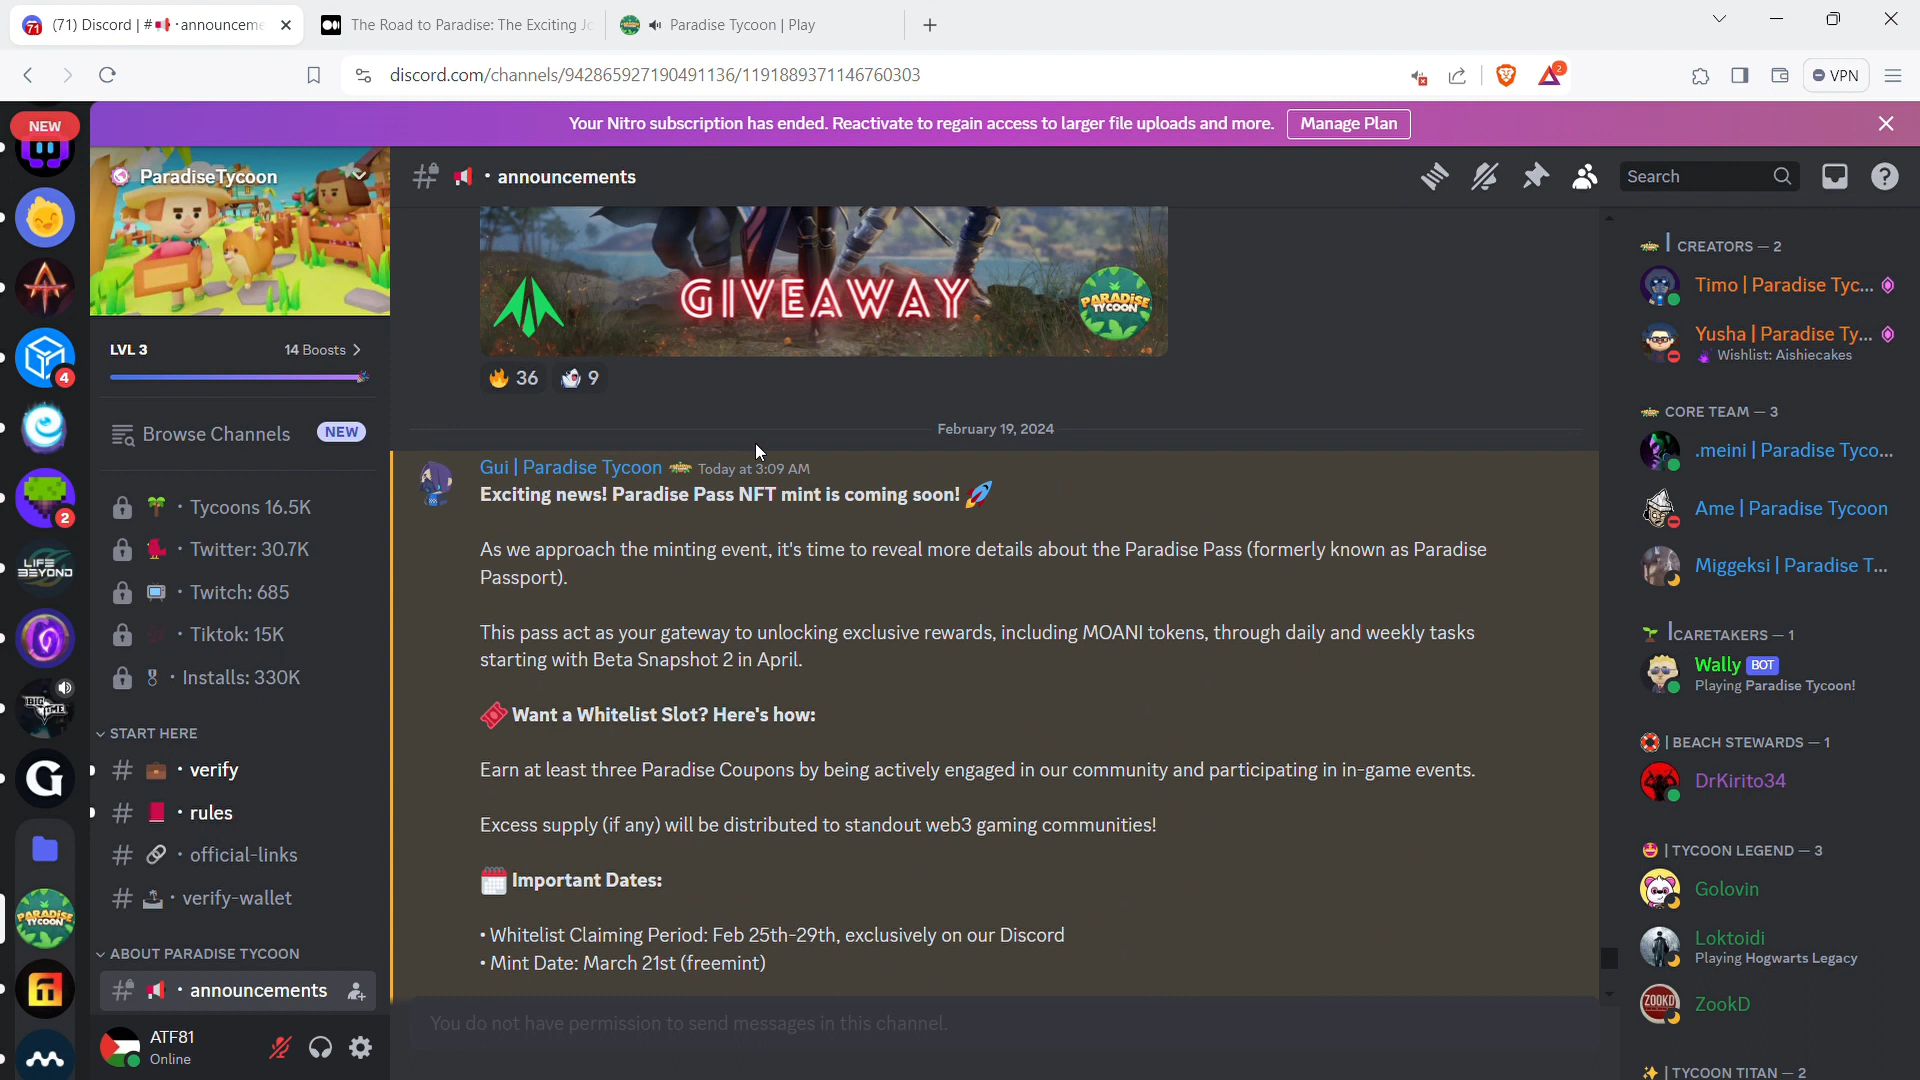 (71) Discord | # · announceme
The Road to Paradise: The Exciting Jo
Paradise Tycoon | Play
discord.com/channels/942865927190491136/1191889371146760303
2
VPN
Your Nitro subscription has ended. Reactivate to regain access to larger file uploads and more.
Manage Plan
NEW
4
2
LIFE
BEYOND
BIG
TIME
PARADISE
TYCOON
ParadiseTycoon
LVL 3
14 Boosts
Browse Channels
NEW
· Tycoons 16.5K
· Twitter: 30.7K
· Twitch: 685
· Tiktok: 15K
· Installs: 330K
START HERE
· verify
· rules
· official-links
· verify-wallet
ABOUT PARADISE TYCOON
· announcements
ATF81
Online
· announcements
Search
GIVEAWAY
PARADISE
TYCOON
36
9
February 19, 2024
Gui | Paradise Tycoon Today at 3:09 AM
Exciting news! Paradise Pass NFT mint is coming soon! 🚀
As we approach the minting event, it's time to reveal more details about the Paradise Pass (formerly known as Paradise
Passport).
This pass act as your gateway to unlocking exclusive rewards, including MOANI tokens, through daily and weekly tasks
starting with Beta Snapshot 2 in April.
🎟️ Want a Whitelist Slot? Here's how:
Earn at least three Paradise Coupons by being actively engaged in our community and participating in in-game events.
Excess supply (if any) will be distributed to standout web3 gaming communities!
🗓️ Important Dates:
• Whitelist Claiming Period: Feb 25th-29th, exclusively on our Discord
• Mint Date: March 21st (freemint)
You do not have permission to send messages in this channel.
| CREATORS — 2
Timo | Paradise Tyc...
Yusha | Paradise Ty...
Wishlist: Aishiecakes
CORE TEAM — 3
.meini | Paradise Tyco...
Ame | Paradise Tycoon
Miggeksi | Paradise T...
|CARETAKERS — 1
Wally BOT
Playing Paradise Tycoon!
| BEACH STEWARDS — 1
DrKirito34
| TYCOON LEGEND — 3
Golovin
Loktoidi
Playing Hogwarts Legacy
ZOOKD
ZookD
| TYCOON TITAN — 2